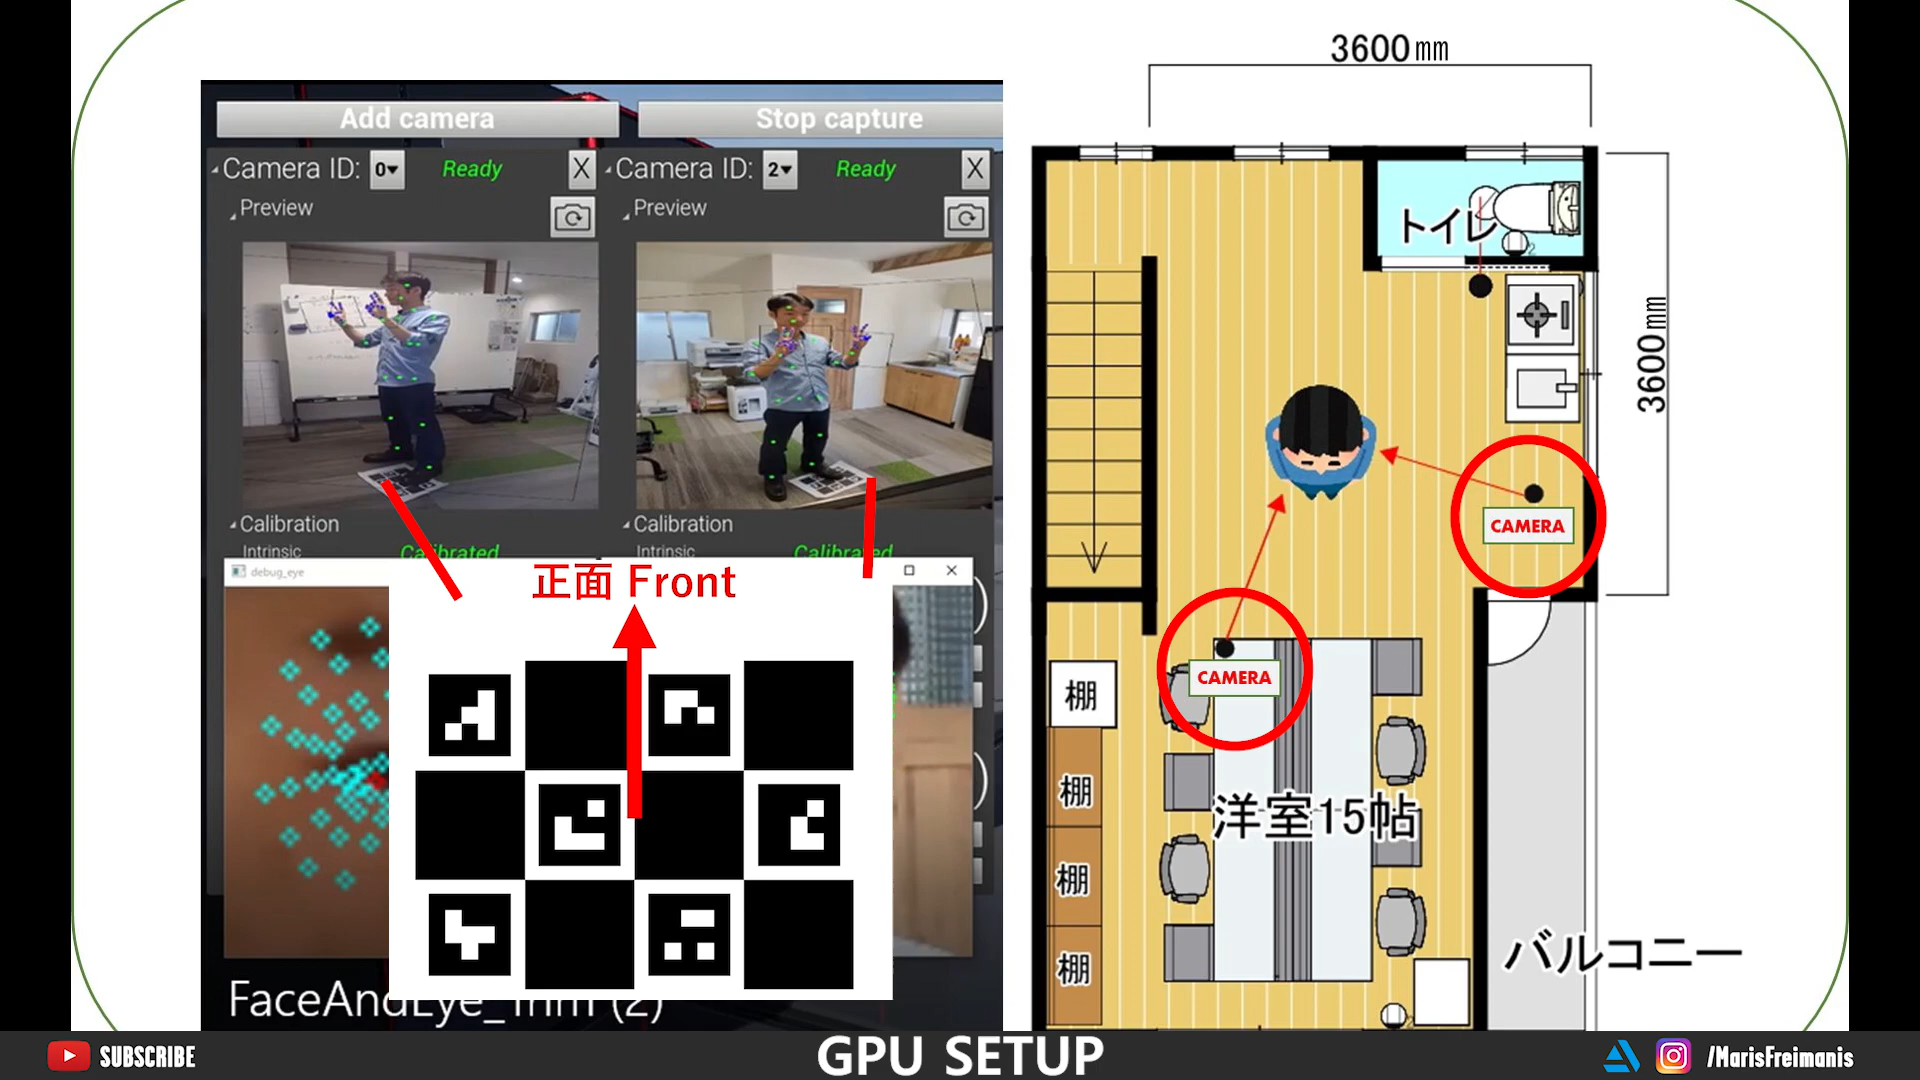 Add camera
Stop capture
Camera ID: 0 Ready X
Camera ID: 2 Ready X
Preview
Preview
Calibration
Calibration
Intrinsic Calibrated
Intrinsic Calibrated
debug_eye
正面 Front
3600㎜
トイレ
3600㎜
CAMERA
CAMERA
棚
棚
洋室15帖
棚
棚
バルコニー
SUBSCRIBE
GPU SETUP
/MarisFreimanis